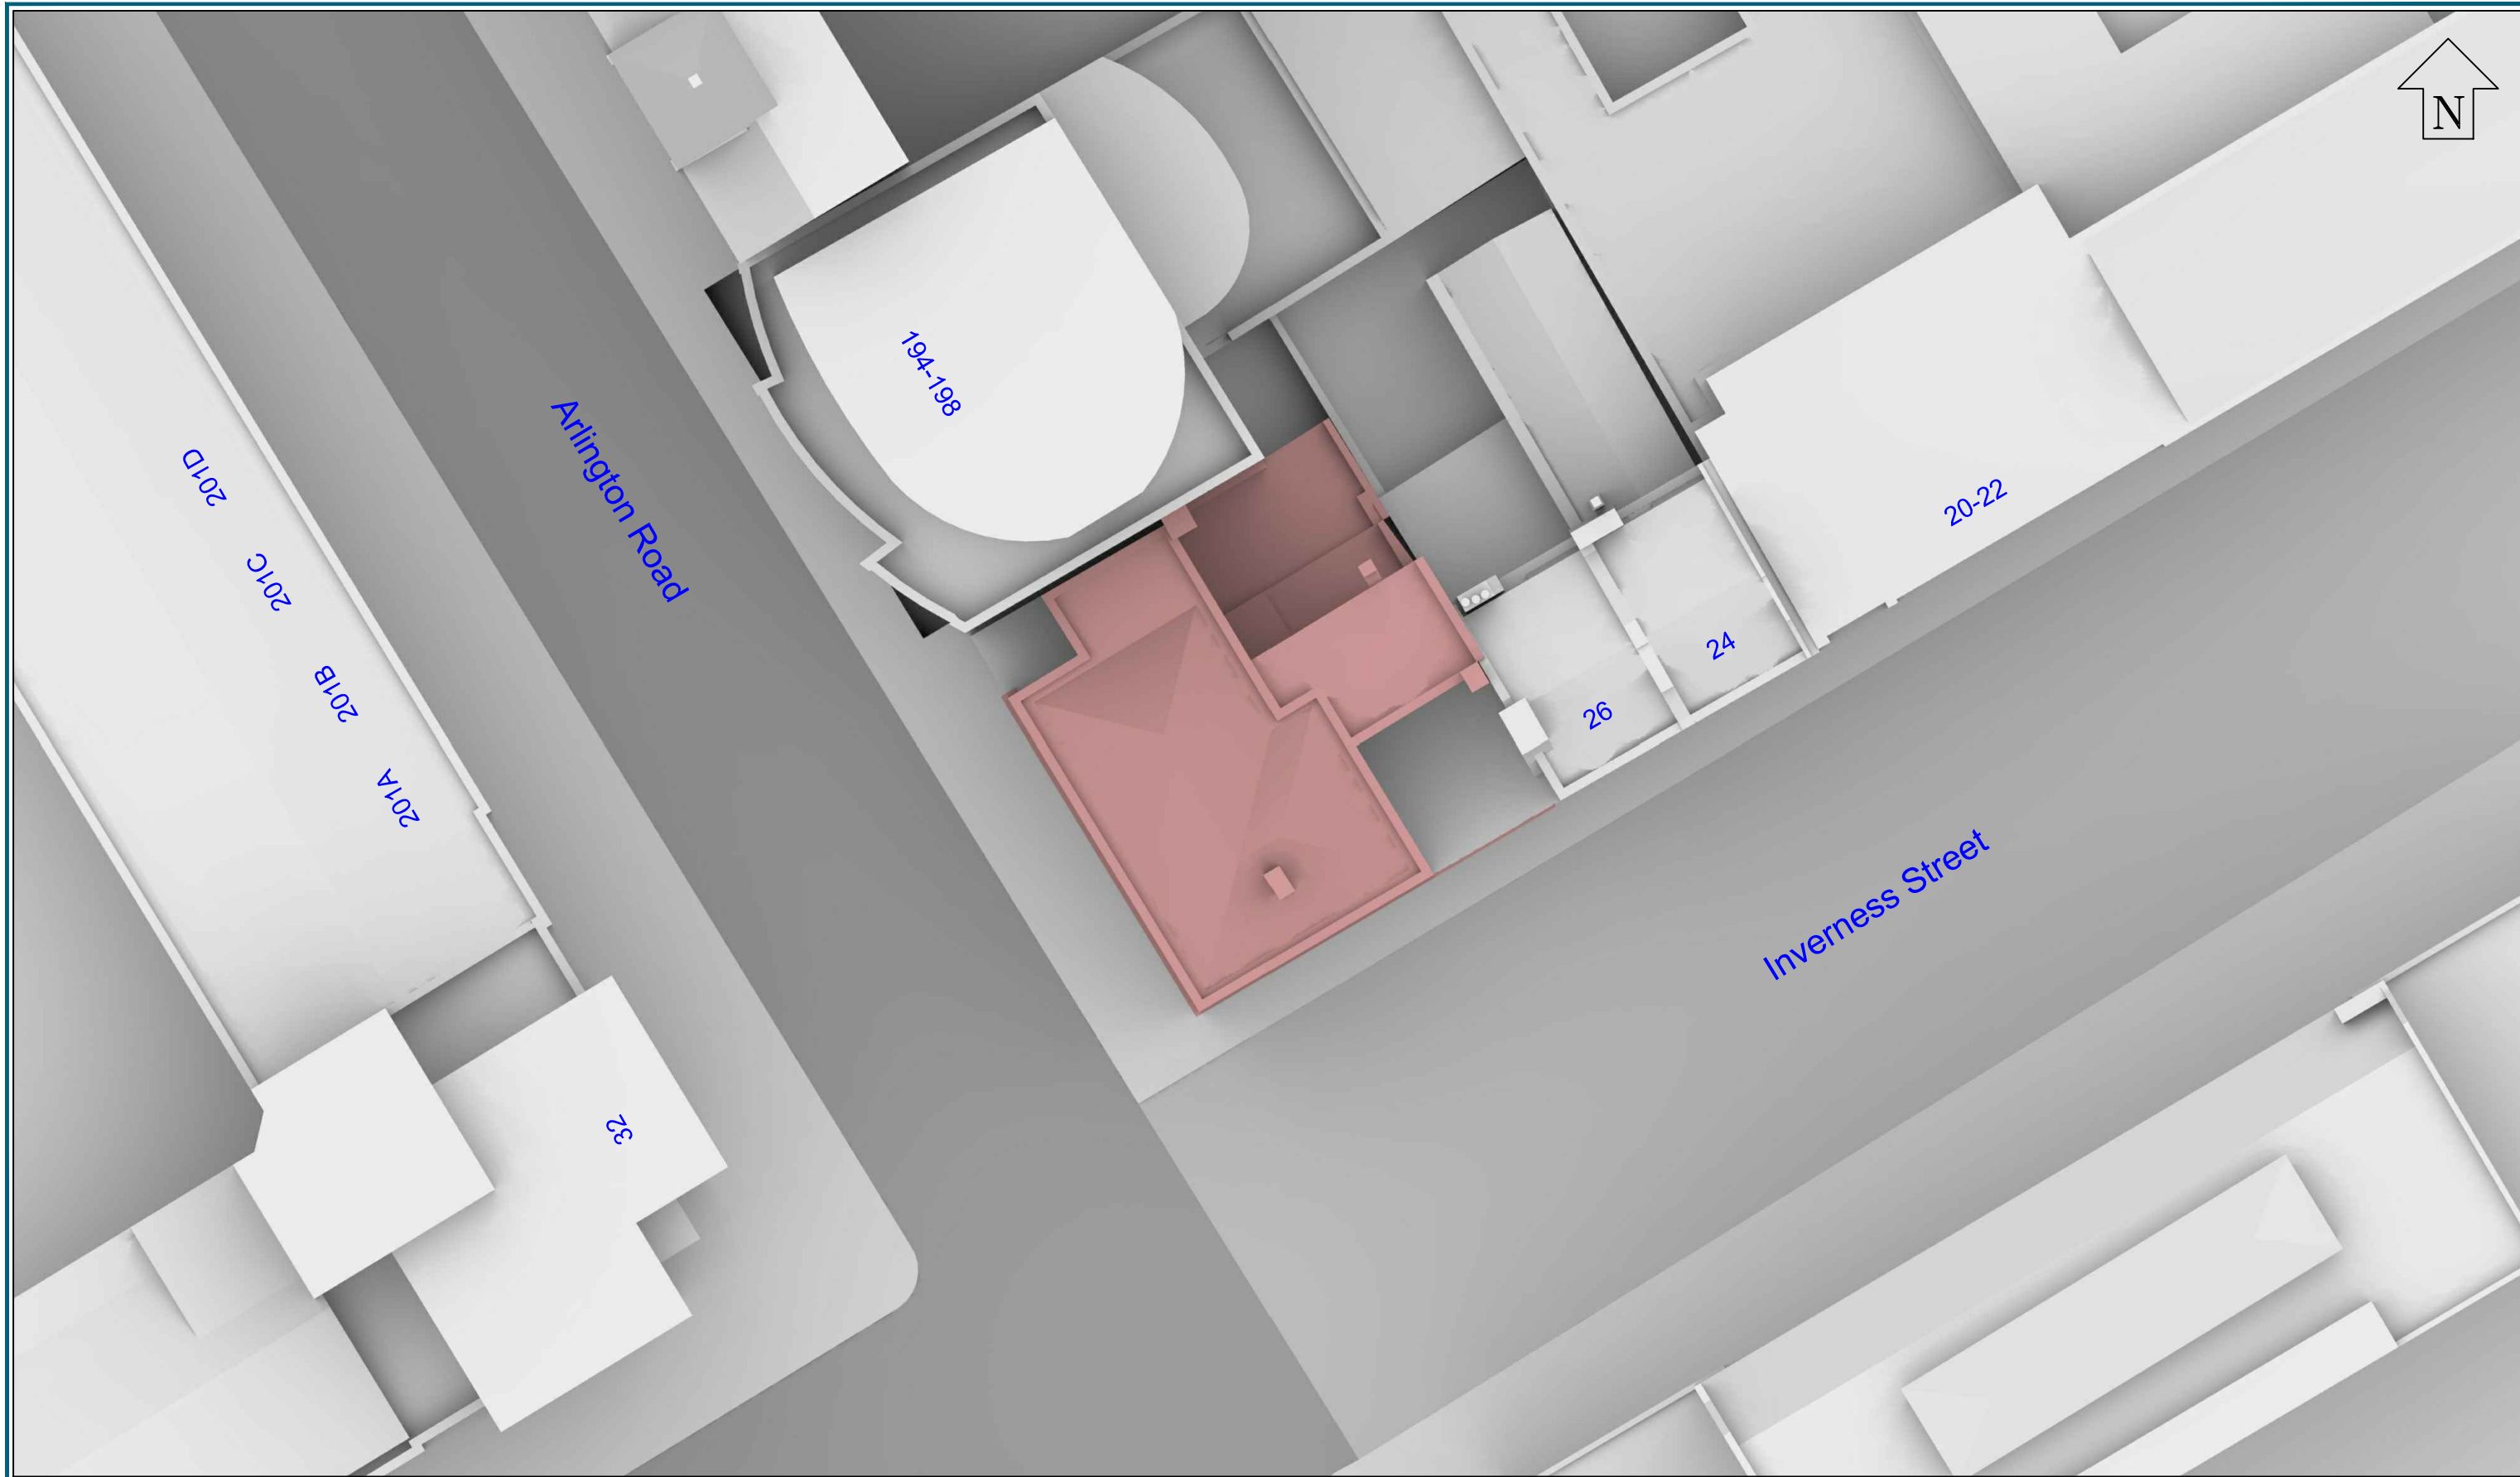 N
194-198
Arlington Road
201D
201C
201B
201A
20-22
24
26
Inverness Street
32